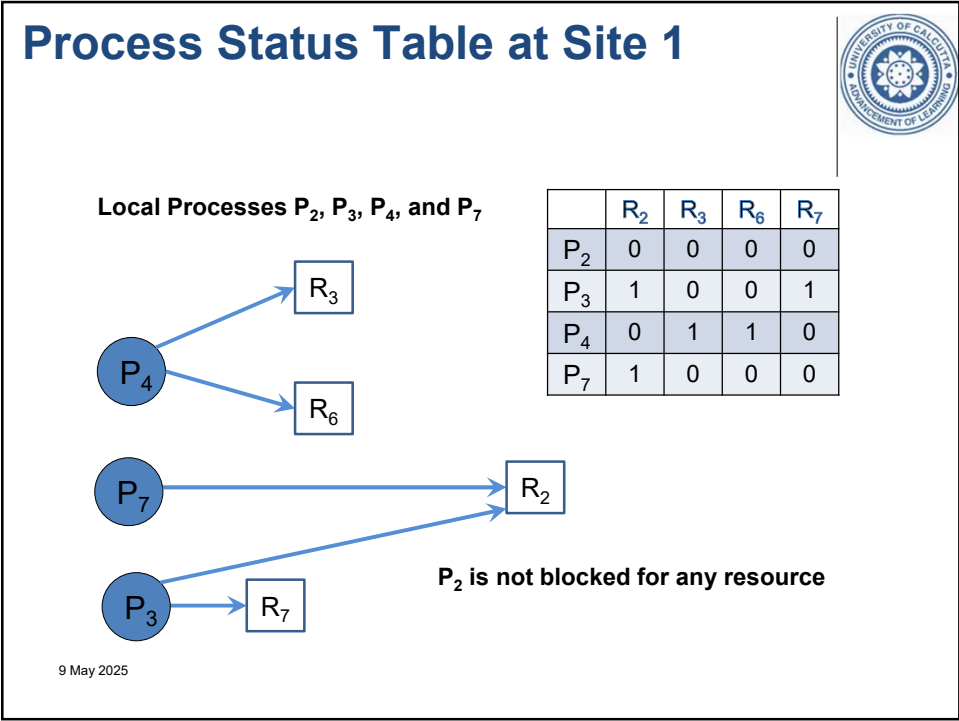 Process Status Table at Site 1
UNIVERSITY OF CALCUTTA
ADVANCEMENT OF LEARNING
Local Processes P₂, P₃, P₄, and P₇
R₂ R₃ R₆ R₇
P₂ 0 0 0 0
P₃ 1 0 0 1
P₄ 0 1 1 0
P₇ 1 0 0 0
R₃
P₄
R₆
P₇
R₂
P₂ is not blocked for any resource
P₃
R₇
9 May 2025